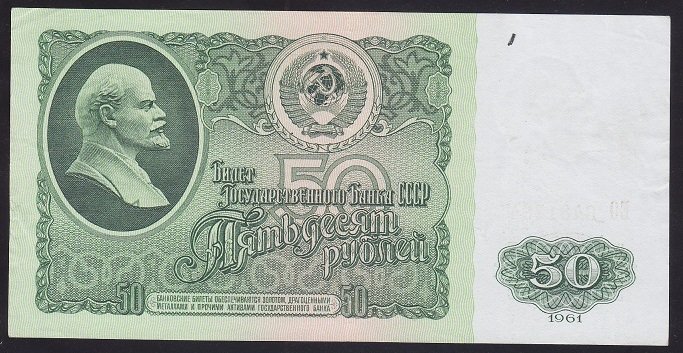 50
Билет
Государственного Банка СССР
Пятьдесят
рублей
50 БАНКОВСКИЕ БИЛЕТЫ ОБЕСПЕЧИВАЮТСЯ ЗОЛОТОМ, ДРАГОЦЕННЫМИ 50
МЕТАЛЛАМИ И ПРОЧИМИ АКТИВАМИ ГОСУДАРСТВЕННОГО БАНКА
50
1961